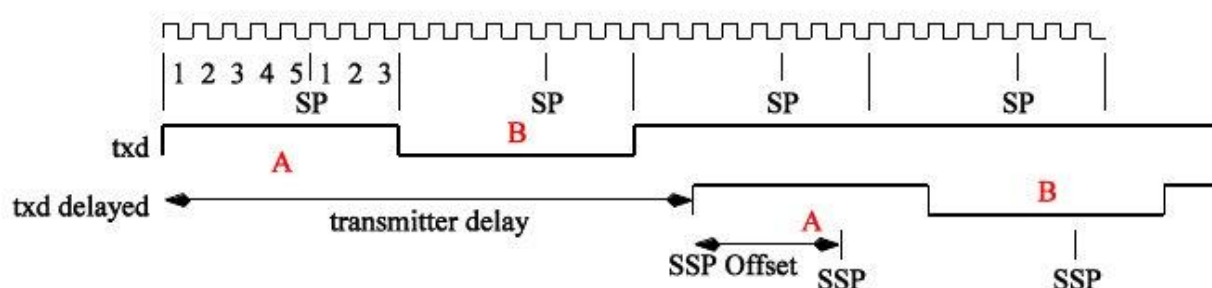 1 2 3 4 5 1 2 3
SP SP SP SP
txd A B
txd delayed transmitter delay A B
SSP Offset SSP SSP